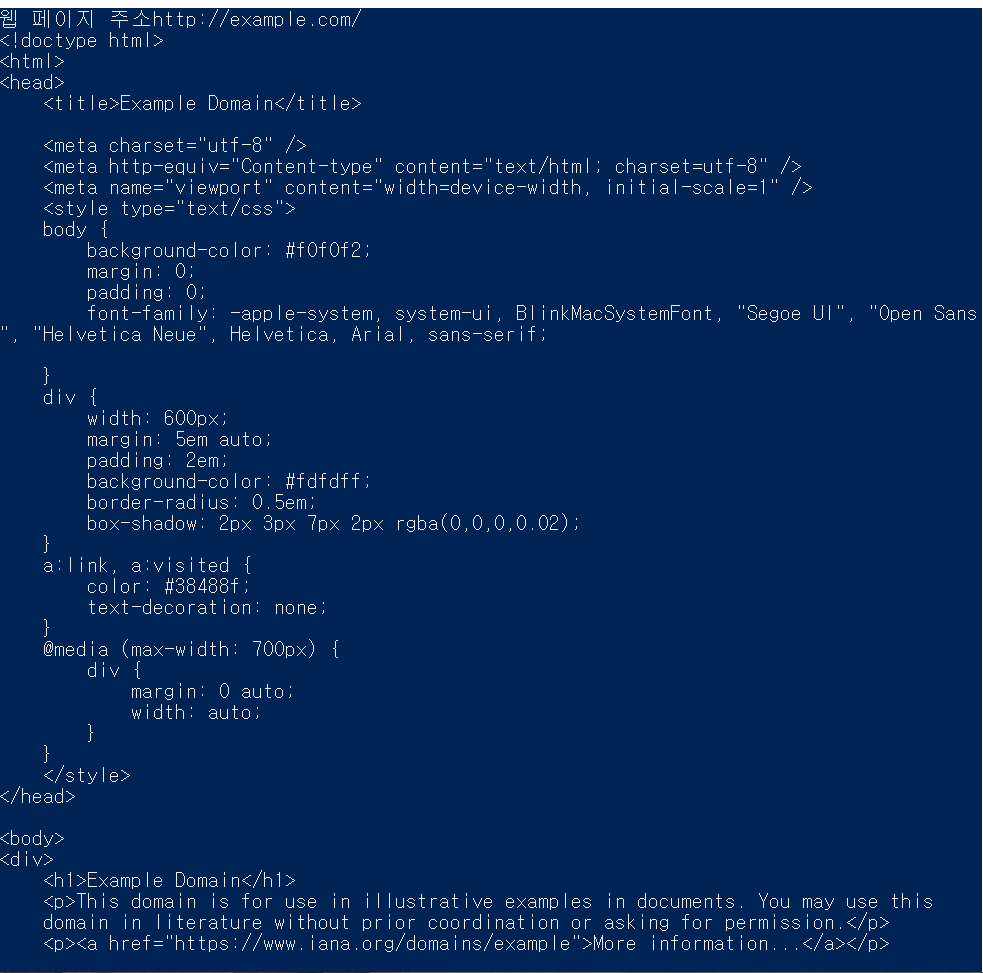 웹 페이지 주소http://example.com/
<!doctype html>
<html>
<head>
    <title>Example Domain</title>

    <meta charset="utf-8" />
    <meta http-equiv="Content-type" content="text/html; charset=utf-8" />
    <meta name="viewport" content="width=device-width, initial-scale=1" />
    <style type="text/css">
    body {
        background-color: #f0f0f2;
        margin: 0;
        padding: 0;
        font-family: -apple-system, system-ui, BlinkMacSystemFont, "Segoe UI", "Open Sans
", "Helvetica Neue", Helvetica, Arial, sans-serif;

    }
    div {
        width: 600px;
        margin: 5em auto;
        padding: 2em;
        background-color: #fdfdff;
        border-radius: 0.5em;
        box-shadow: 2px 3px 7px 2px rgba(0,0,0,0.02);
    }
    a:link, a:visited {
        color: #38488f;
        text-decoration: none;
    }
    @media (max-width: 700px) {
        div {
            margin: 0 auto;
            width: auto;
        }
    }
    </style>
</head>

<body>
<div>
    <h1>Example Domain</h1>
    <p>This domain is for use in illustrative examples in documents. You may use this
    domain in literature without prior coordination or asking for permission.</p>
    <p><a href="https://www.iana.org/domains/example">More information...</a></p>